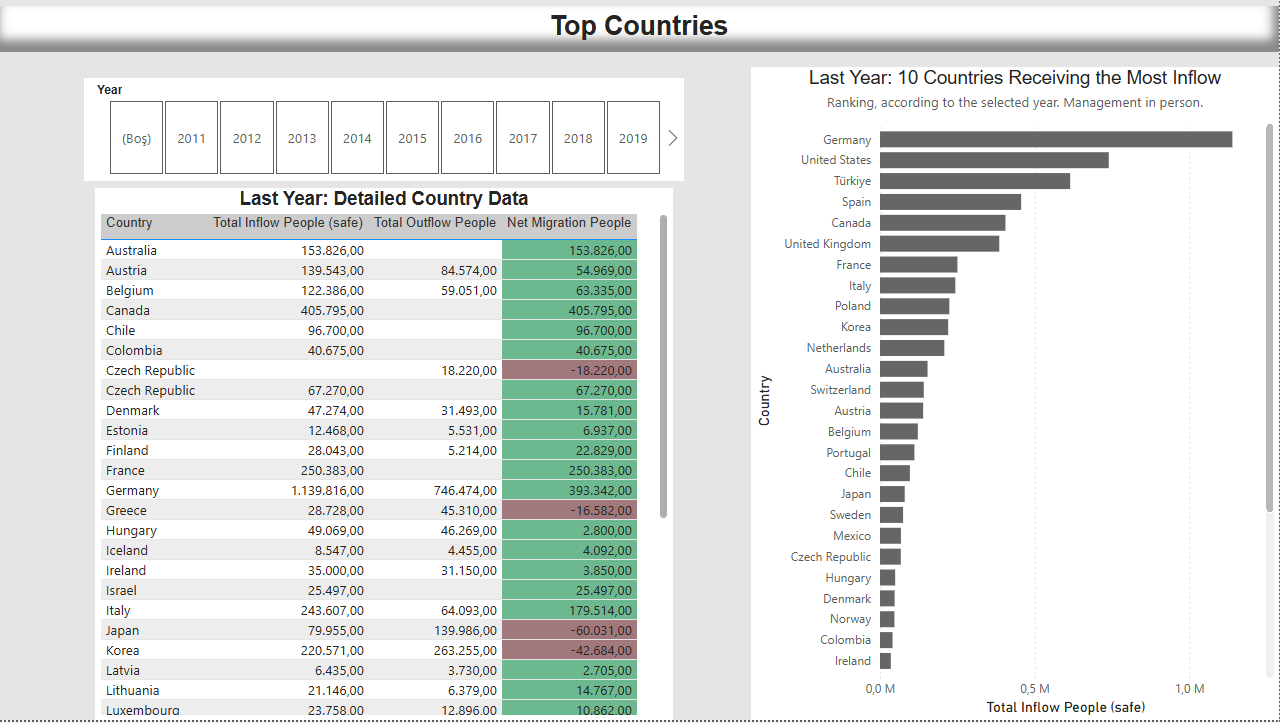 Top Countries
Year
(Boş) 2011 2012 2013 2014 2015 2016 2017 2018 2019
Last Year: Detailed Country Data
Country Total Inflow People (safe) Total Outflow People Net Migration People
Australia 153.826,00 153.826,00
Austria 139.543,00 84.574,00 54.969,00
Belgium 122.386,00 59.051,00 63.335,00
Canada 405.795,00 405.795,00
Chile 96.700,00 96.700,00
Colombia 40.675,00 40.675,00
Czech Republic 18.220,00 -18.220,00
Czech Republic 67.270,00 67.270,00
Denmark 47.274,00 31.493,00 15.781,00
Estonia 12.468,00 5.531,00 6.937,00
Finland 28.043,00 5.214,00 22.829,00
France 250.383,00 250.383,00
Germany 1.139.816,00 746.474,00 393.342,00
Greece 28.728,00 45.310,00 -16.582,00
Hungary 49.069,00 46.269,00 2.800,00
Iceland 8.547,00 4.455,00 4.092,00
Ireland 35.000,00 31.150,00 3.850,00
Israel 25.497,00 25.497,00
Italy 243.607,00 64.093,00 179.514,00
Japan 79.955,00 139.986,00 -60.031,00
Korea 220.571,00 263.255,00 -42.684,00
Latvia 6.435,00 3.730,00 2.705,00
Lithuania 21.146,00 6.379,00 14.767,00
Luxembourg 23.758,00 12.896,00 10.862,00
Last Year: 10 Countries Receiving the Most Inflow
Ranking, according to the selected year. Management in person.
Country
Germany
United States
Türkiye
Spain
Canada
United Kingdom
France
Italy
Poland
Korea
Netherlands
Australia
Switzerland
Austria
Belgium
Portugal
Chile
Japan
Sweden
Mexico
Czech Republic
Hungary
Denmark
Norway
Colombia
Ireland
0,0 M 0,5 M 1,0 M
Total Inflow People (safe)